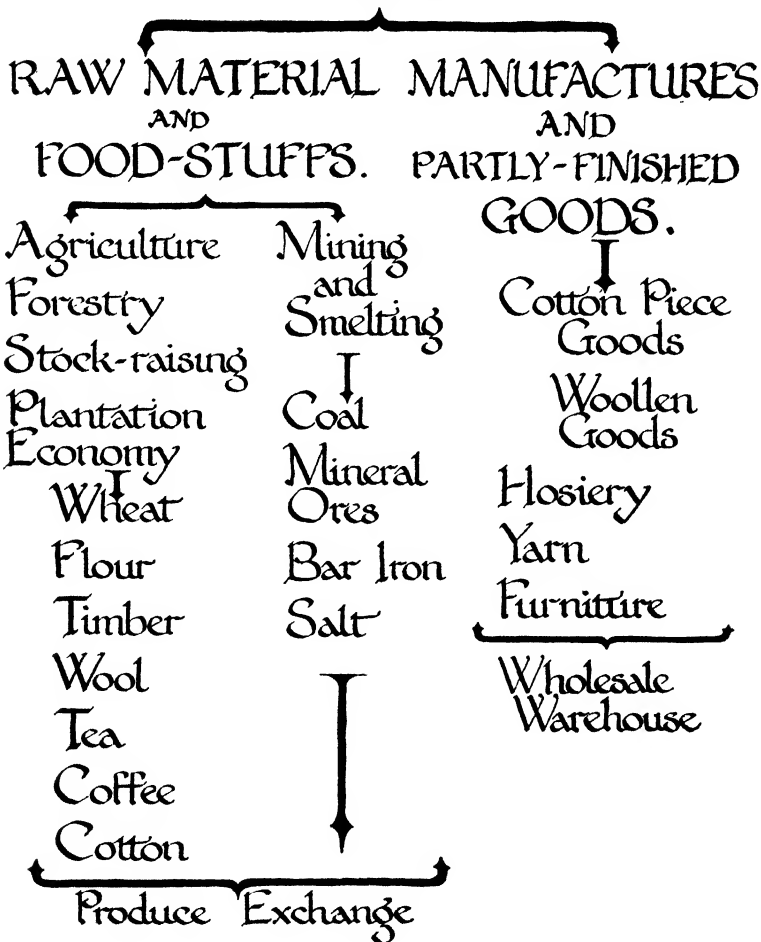 RAW MATERIAL
AND
FOOD-STUFFS.
Agriculture
Forestry
Stock-raising
Plantation
Economy
Wheat
Flour
Timber
Wool
Tea
Coffee
Cotton
Mining
and
Smelting
Coal
Mineral
Ores
Bar Iron
Salt
Produce Exchange
MANUFACTURES
AND
PARTLY-FINISHED
GOODS.
Cotton Piece
Goods
Woollen
Goods
Hosiery
Yarn
Furniture
Wholesale
Warehouse